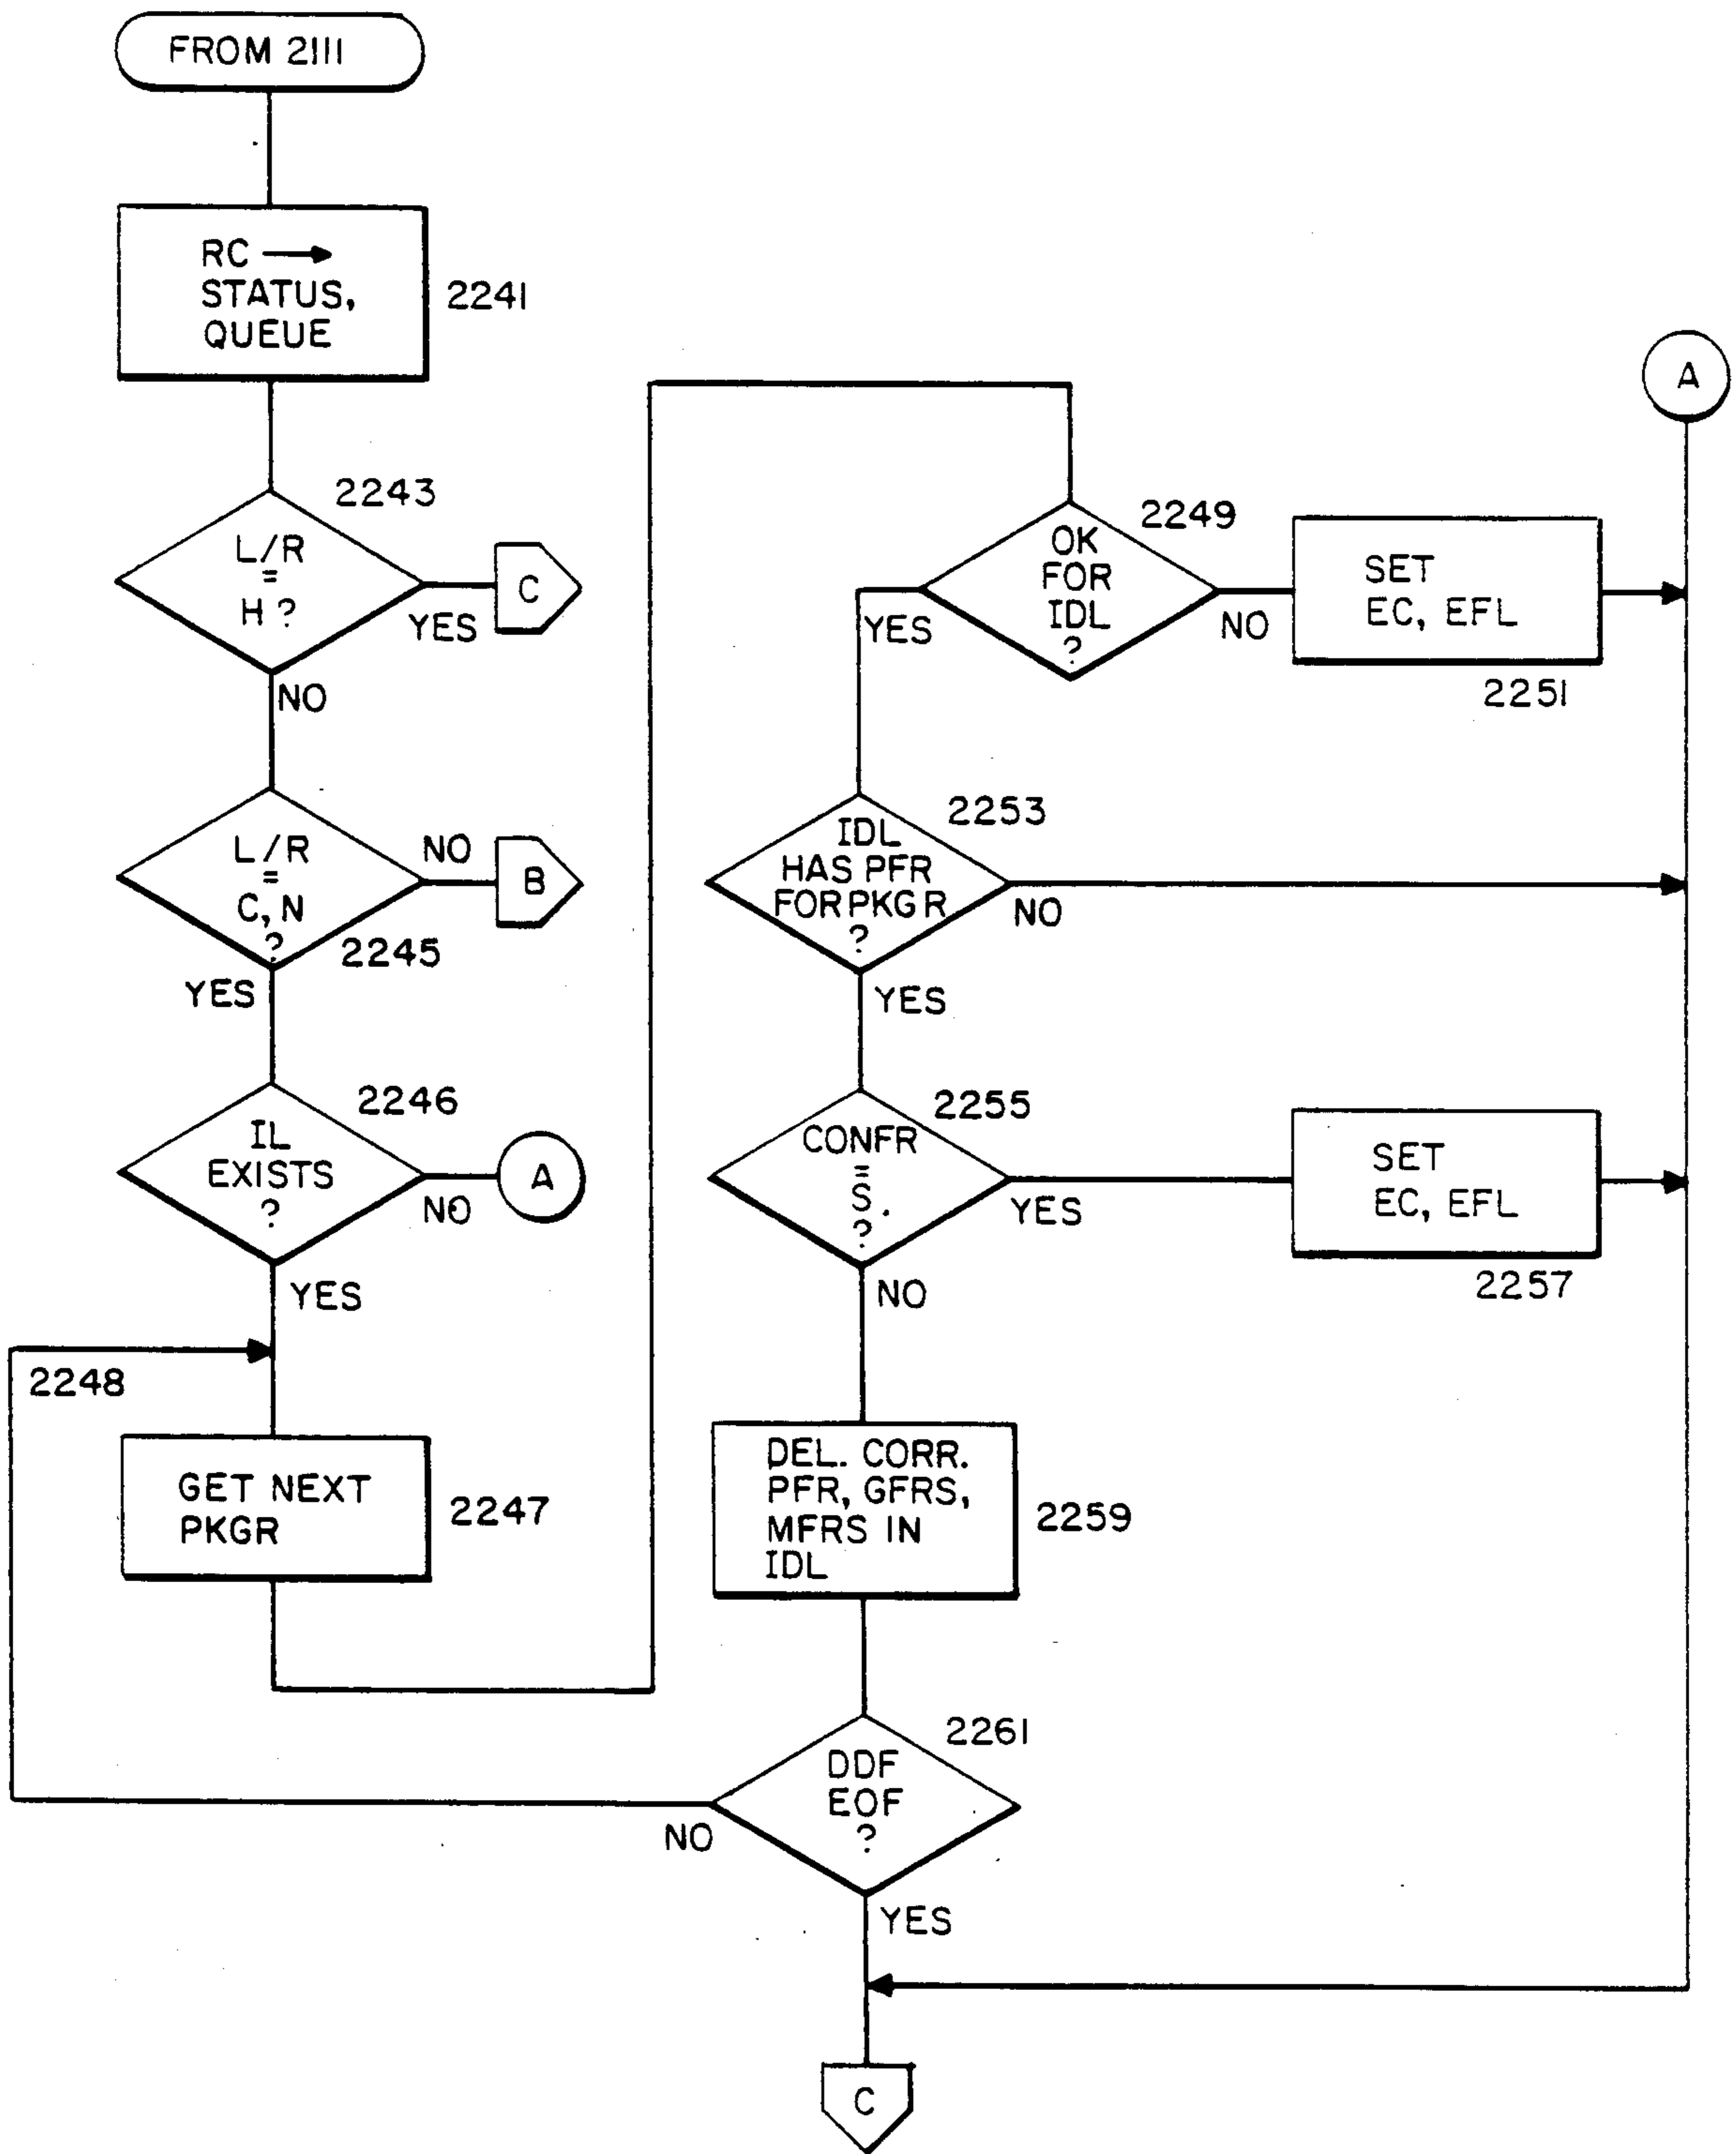 FROM 2111
RC →
STATUS,
QUEUE
2241
2243
L/R
=
H ?
YES
C
NO
L/R
=
C, N
?
NO
B
2245
YES
2246
IL
EXISTS
?
NO
A
YES
2248
GET NEXT
PKGR
2247
2249
OK
FOR
IDL
?
YES
NO
SET
EC, EFL
2251
A
2253
IDL
HAS PFR
FOR PKGR
?
NO
YES
2255
CONFR
=
S
?
YES
SET
EC, EFL
2257
NO
DEL. CORR.
PFR, GFRS,
MFRS IN
IDL
2259
2261
DDF
EOF
?
NO
YES
C